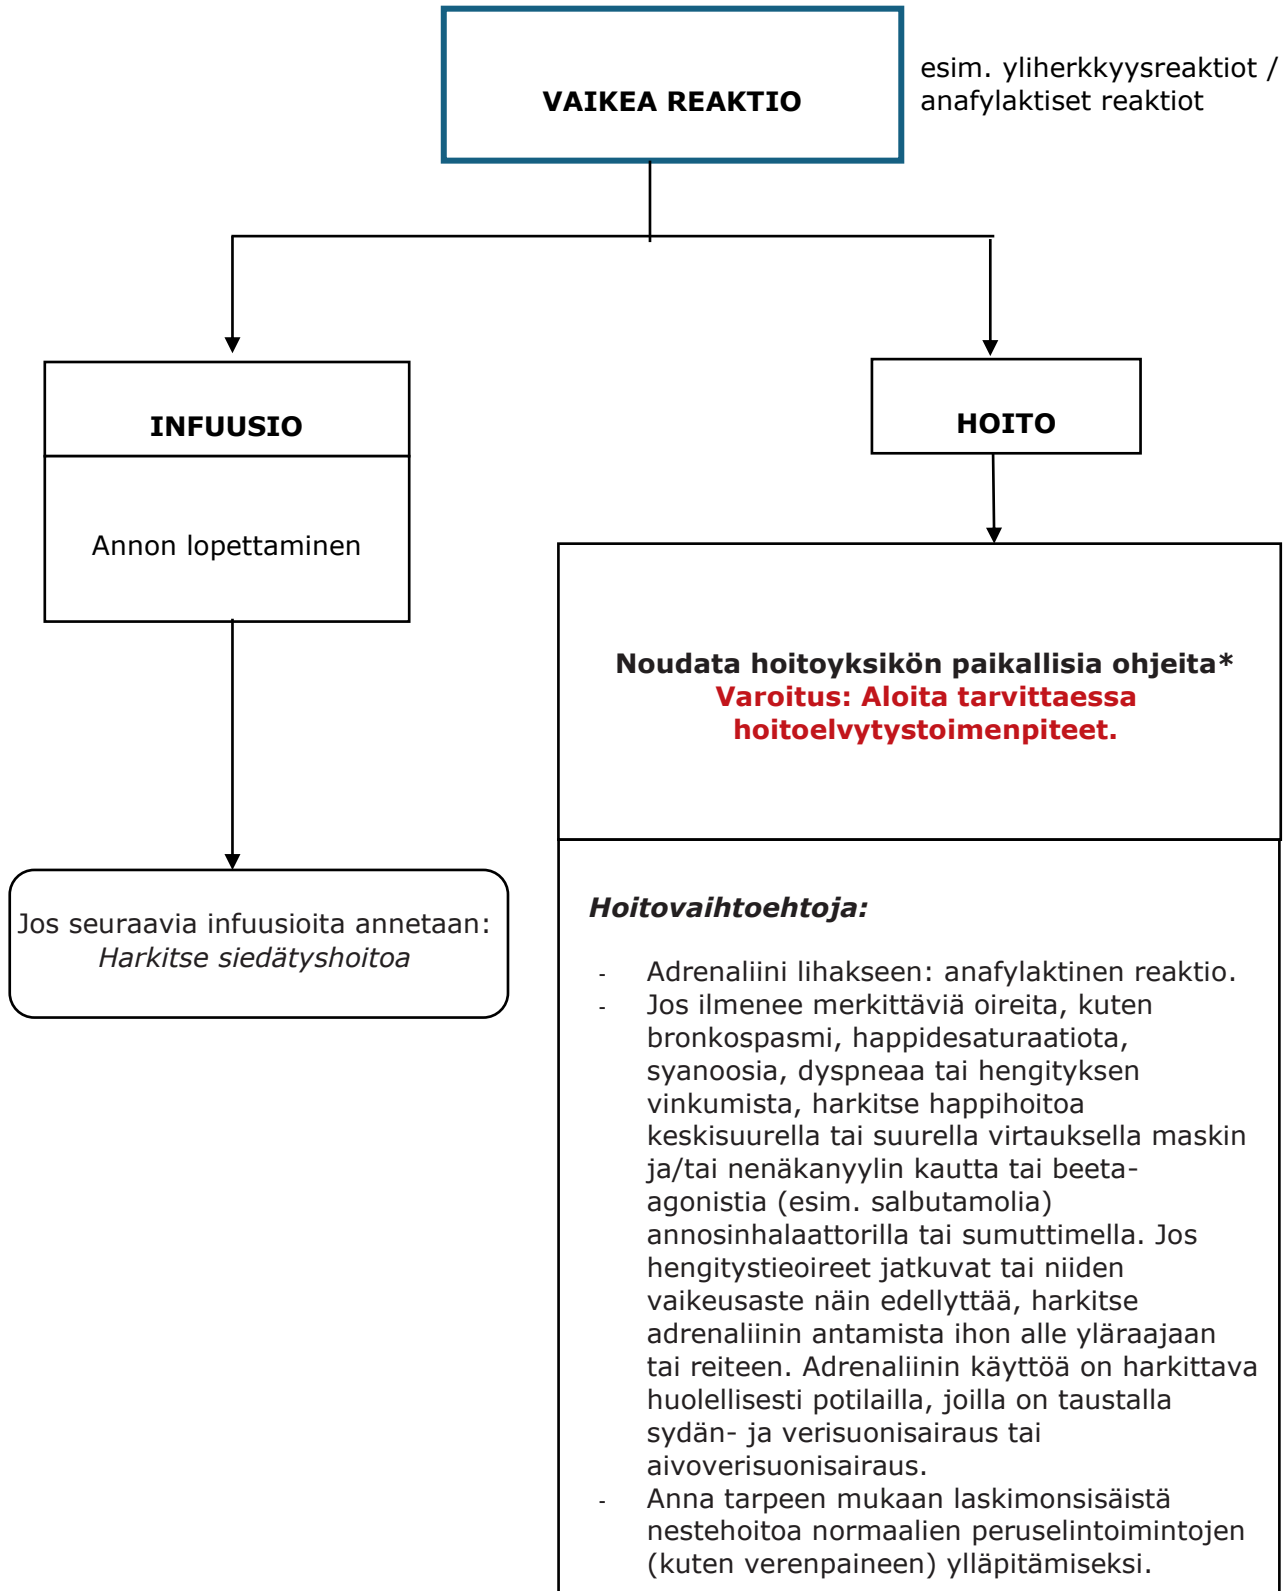 VAIKEA REAKTIO
esim. yliherkkyysreaktiot /
anafylaktiset reaktiot
INFUUSIO
Annon lopettaminen
Jos seuraavia infuusioita annetaan:
Harkitse siedätyshoitoa
HOITO
Noudata hoitoyksikön paikallisia ohjeita*
Varoitus: Aloita tarvittaessa
hoitoelvytystoimenpiteet.
Hoitovaihtoehtoja:
- Adrenaliini lihakseen: anafylaktinen reaktio.
- Jos ilmenee merkittäviä oireita, kuten
bronkospasmi, happidesaturaatiota,
syanoosia, dyspneaa tai hengityksen
vinkumista, harkitse happihoitoa
keskisuurella tai suurella virtauksella maskin
ja/tai nenäkanyylin kautta tai beeta-
agonistia (esim. salbutamolia)
annosinhalaattorilla tai sumuttimella. Jos
hengitystieoireet jatkuvat tai niiden
vaikeusaste näin edellyttää, harkitse
adrenaliinin antamista ihon alle yläraajaan
tai reiteen. Adrenaliinin käyttöä on harkittava
huolellisesti potilailla, joilla on taustalla
sydän- ja verisuonisairaus tai
aivoverisuonisairaus.
- Anna tarpeen mukaan laskimonsisäistä
nestehoitoa normaalien peruselintoimintojen
(kuten verenpaineen) ylläpitämiseksi.